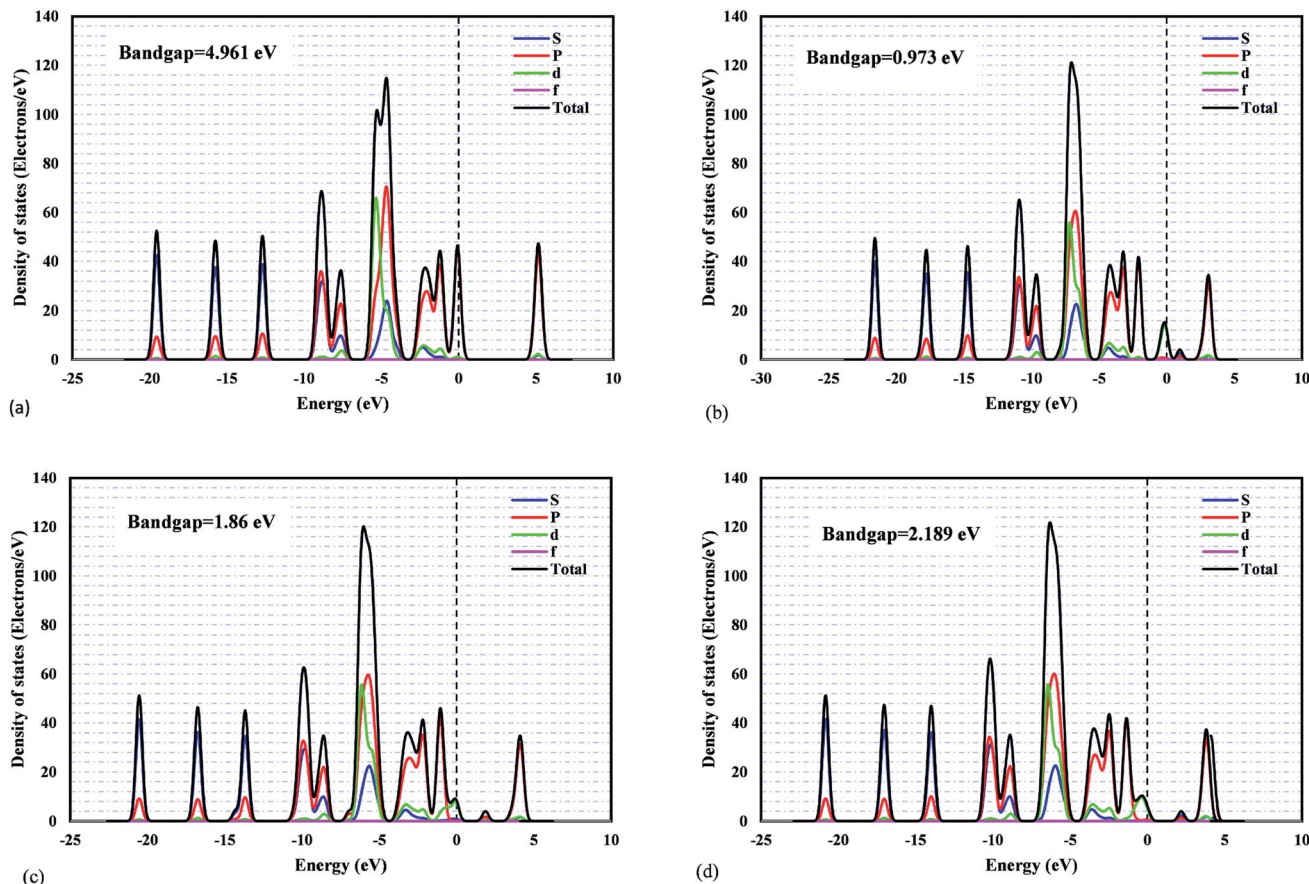 Bandgap=4.961 eV
S
P
d
f
Total
140
120
100
80
60
40
20
0
Density of states (Electrons/eV)
-25 -20 -15 -10 -5 0 5 10
Energy (eV)
(a)
Bandgap=0.973 eV
S
P
d
f
Total
140
120
100
80
60
40
20
0
Density of states (Electrons/eV)
-30 -25 -20 -15 -10 -5 0 5 10
Energy (eV)
(b)
Bandgap=1.86 eV
S
P
d
f
Total
140
120
100
80
60
40
20
0
Density of states (Electrons/eV)
-25 -20 -15 -10 -5 0 5 10
Energy (eV)
(c)
Bandgap=2.189 eV
S
P
d
f
Total
140
120
100
80
60
40
20
0
Density of states (Electrons/eV)
-25 -20 -15 -10 -5 0 5 10
Energy (eV)
(d)